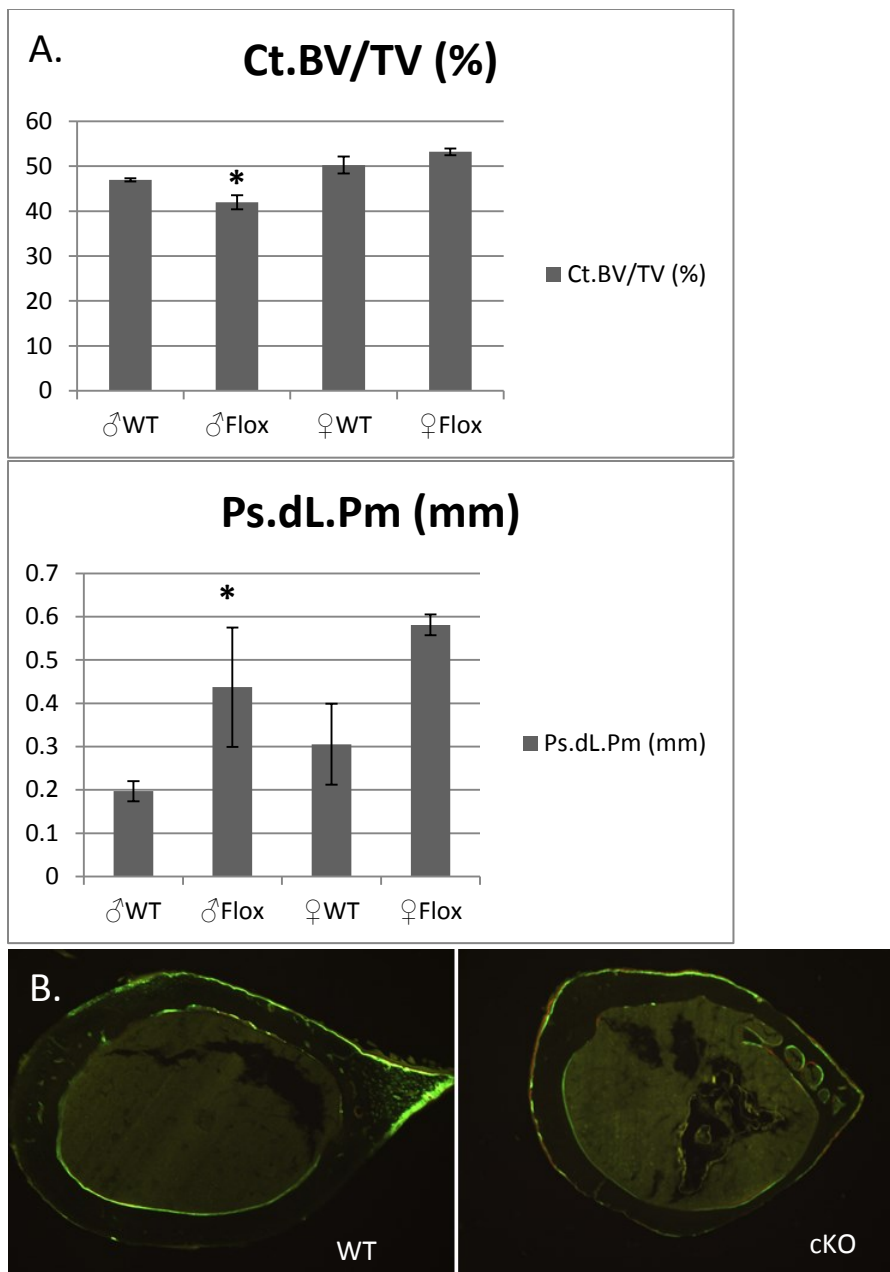 A.
Ct.BV/TV (%)
60
50
40
30
20
10
0
*
♂WT ♂Flox ♀WT ♀Flox
Ct.BV/TV (%)
Ps.dL.Pm (mm)
0.7
0.6
0.5
0.4
0.3
0.2
0.1
0
*
♂WT ♂Flox ♀WT ♀Flox
Ps.dL.Pm (mm)
B.
WT
cKO